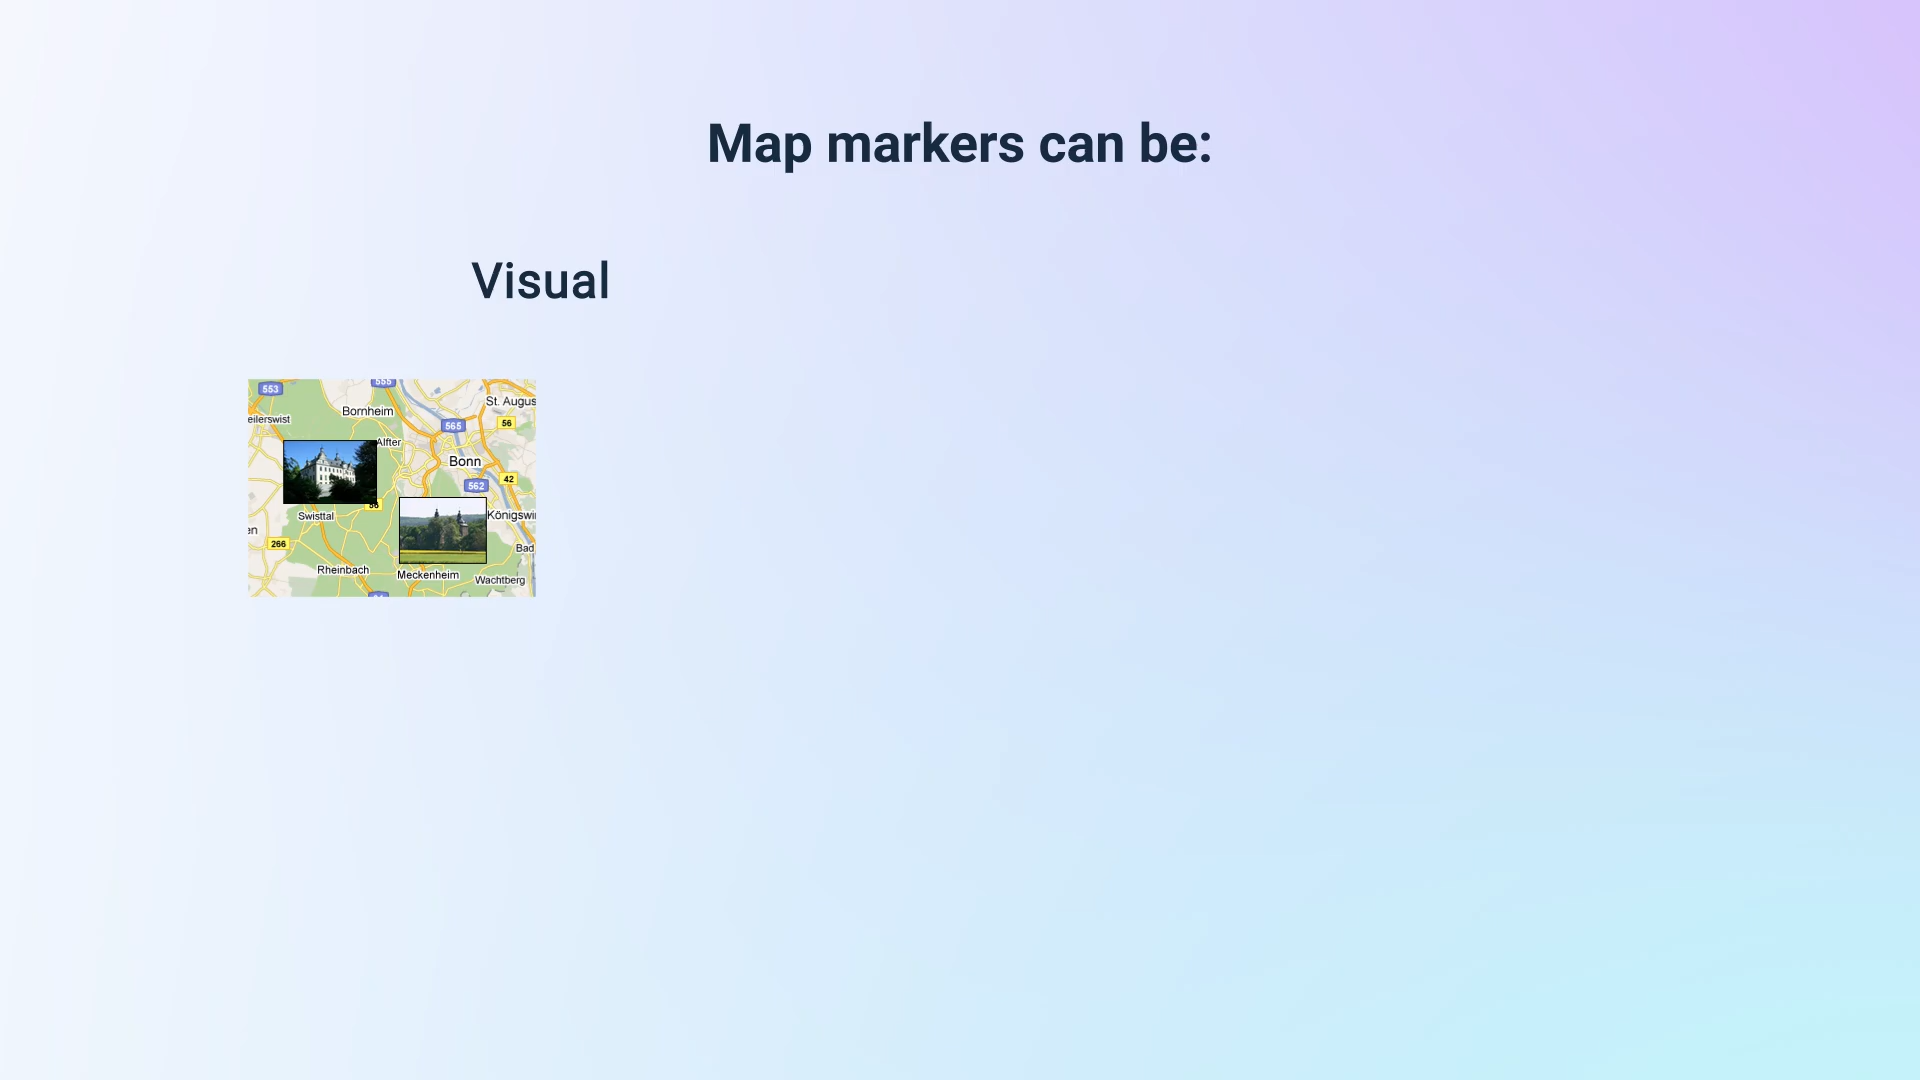 Map markers can be:
Visual
553
555
Bornheim
St. Augus
eilerswist
565
56
Alfter
Bonn
42
562
56
Swisttal
Königswi
en
266
Bad
Rheinbach
Meckenheim
Wachtberg